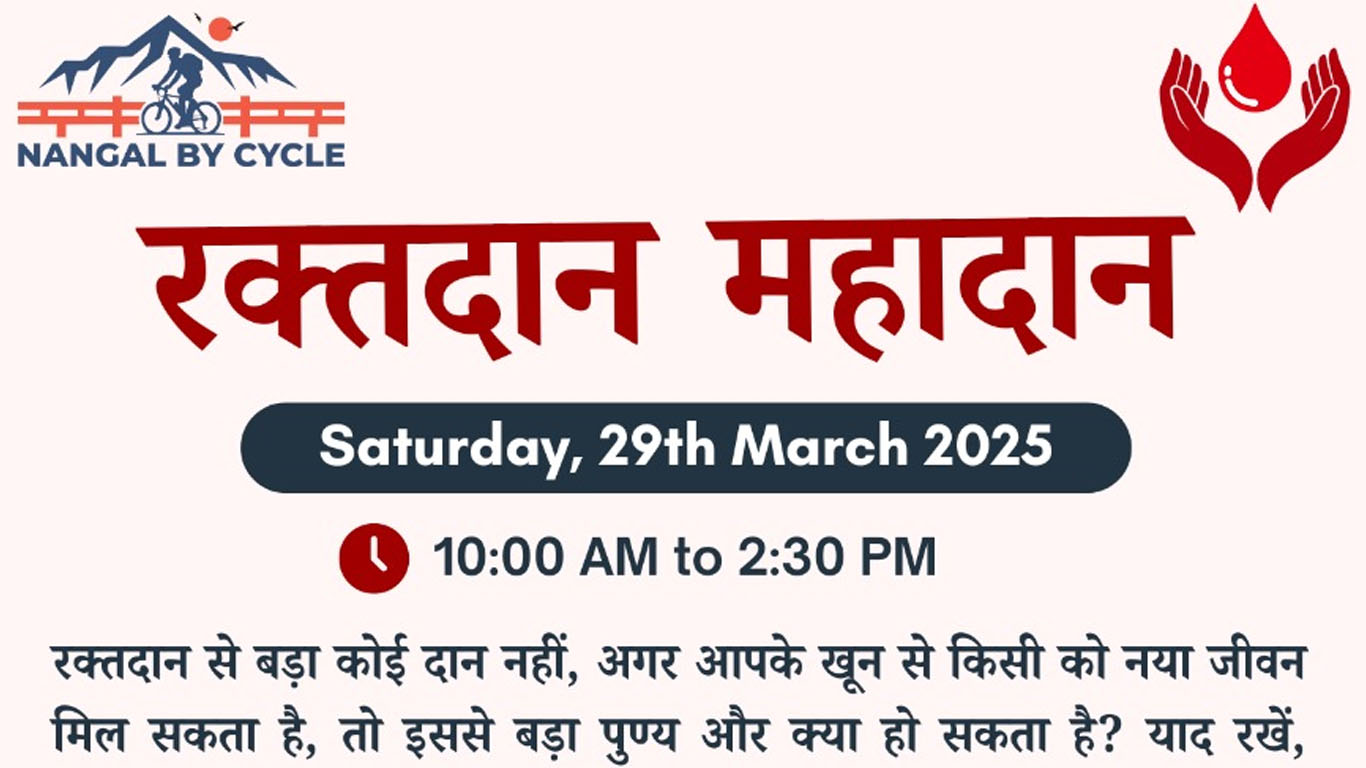 NANGAL BY CYCLE
रक्तदान महादान
Saturday, 29th March 2025
10:00 AM to 2:30 PM
रक्तदान से बड़ा कोई दान नहीं, अगर आपके खून से किसी को नया जीवन
मिल सकता है, तो इससे बड़ा पुण्य और क्या हो सकता है? याद रखें,